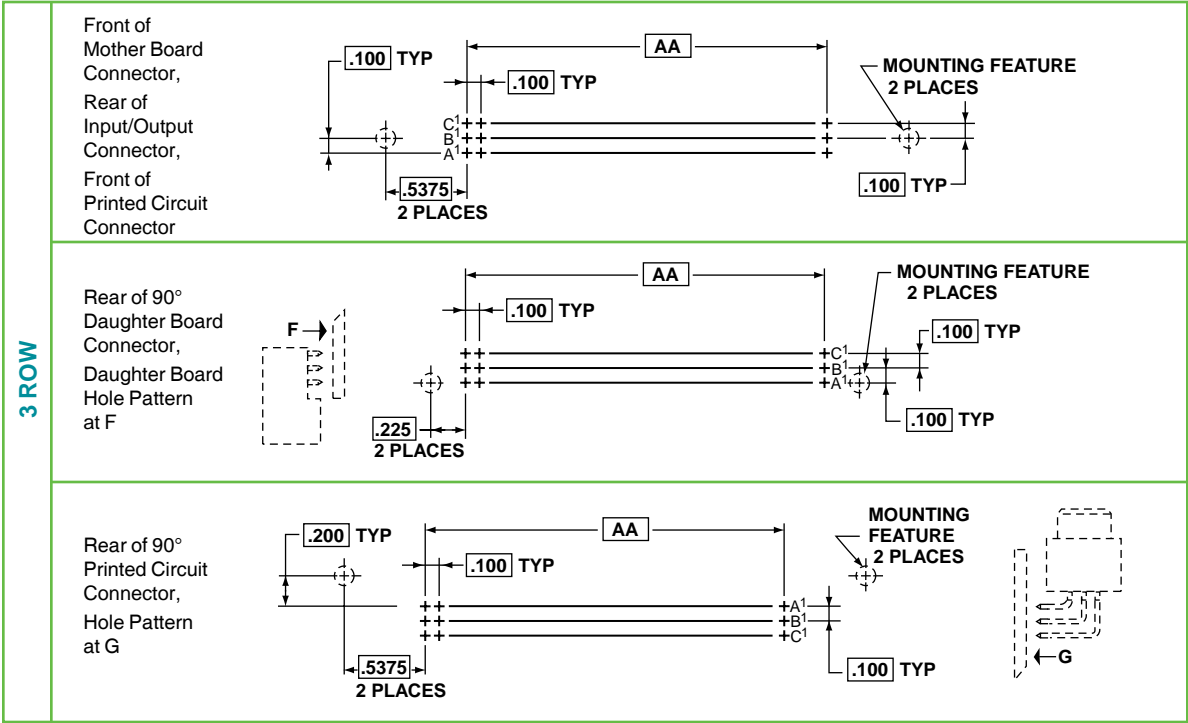 3 ROW
Front of
Mother Board
Connector,
Rear of
Input/Output
Connector,
Front of
Printed Circuit
Connector
.100 TYP
AA
.100 TYP
MOUNTING FEATURE
2 PLACES
C1
B1
A1
.5375
2 PLACES
.100 TYP
Rear of 90°
Daughter Board
Connector,
Daughter Board
Hole Pattern
at F
F
AA
.100 TYP
MOUNTING FEATURE
2 PLACES
.100 TYP
C1
B1
A1
.225
2 PLACES
.100 TYP
Rear of 90°
Printed Circuit
Connector,
Hole Pattern
at G
.200 TYP
AA
.100 TYP
MOUNTING
FEATURE
2 PLACES
A1
B1
C1
.5375
2 PLACES
.100 TYP
G